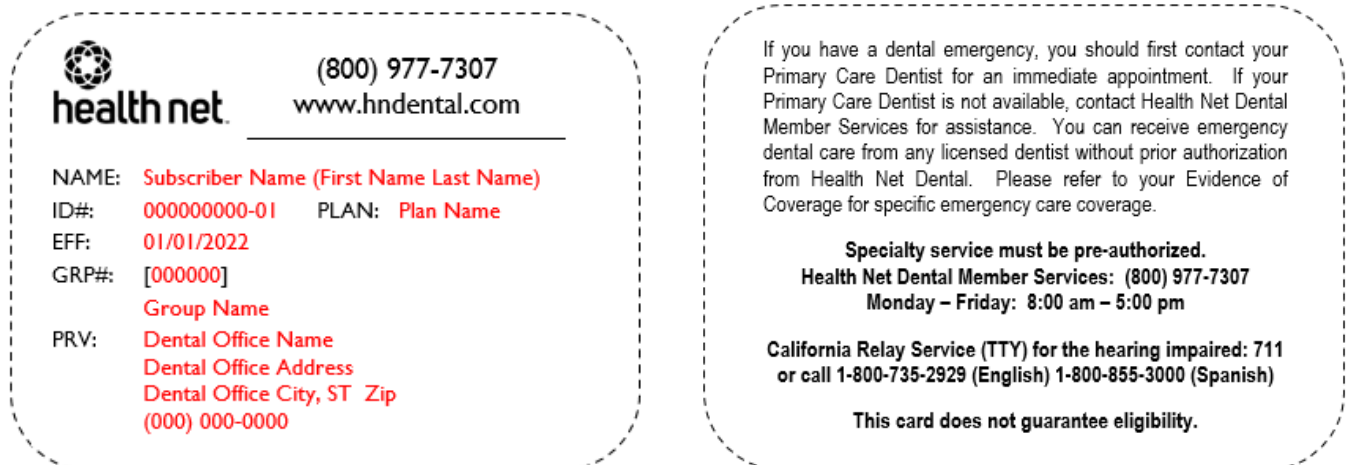 health net.
(800) 977-7307
www.hndental.com
NAME: Subscriber Name (First Name Last Name)
ID#: 000000000-01 PLAN: Plan Name
EFF: 01/01/2022
GRP#: [000000]
Group Name
PRV: Dental Office Name
Dental Office Address
Dental Office City, ST Zip
(000) 000-0000
If you have a dental emergency, you should first contact your
Primary Care Dentist for an immediate appointment. If your
Primary Care Dentist is not available, contact Health Net Dental
Member Services for assistance. You can receive emergency
dental care from any licensed dentist without prior authorization
from Health Net Dental. Please refer to your Evidence of
Coverage for specific emergency care coverage.
Specialty service must be pre-authorized.
Health Net Dental Member Services: (800) 977-7307
Monday – Friday: 8:00 am – 5:00 pm
California Relay Service (TTY) for the hearing impaired: 711
or call 1-800-735-2929 (English) 1-800-855-3000 (Spanish)
This card does not guarantee eligibility.